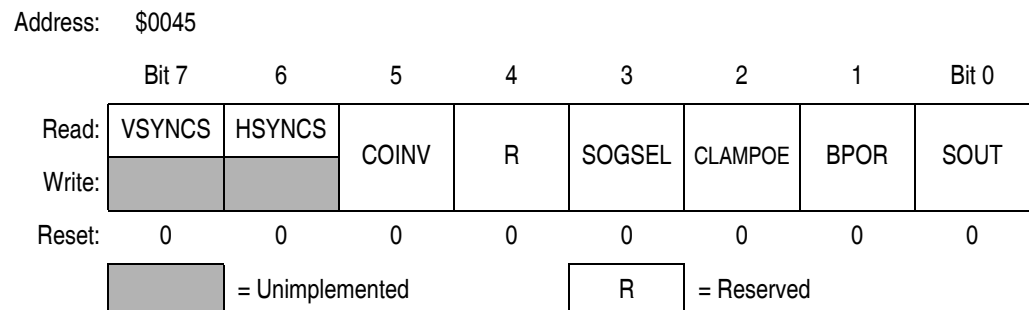 Address: $0045
Bit 7 6 5 4 3 2 1 Bit 0
Read: VSYNCS HSYNCS COINV R SOGSEL CLAMPOE BPOR SOUT
Write:
Reset: 0 0 0 0 0 0 0 0
= Unimplemented R = Reserved